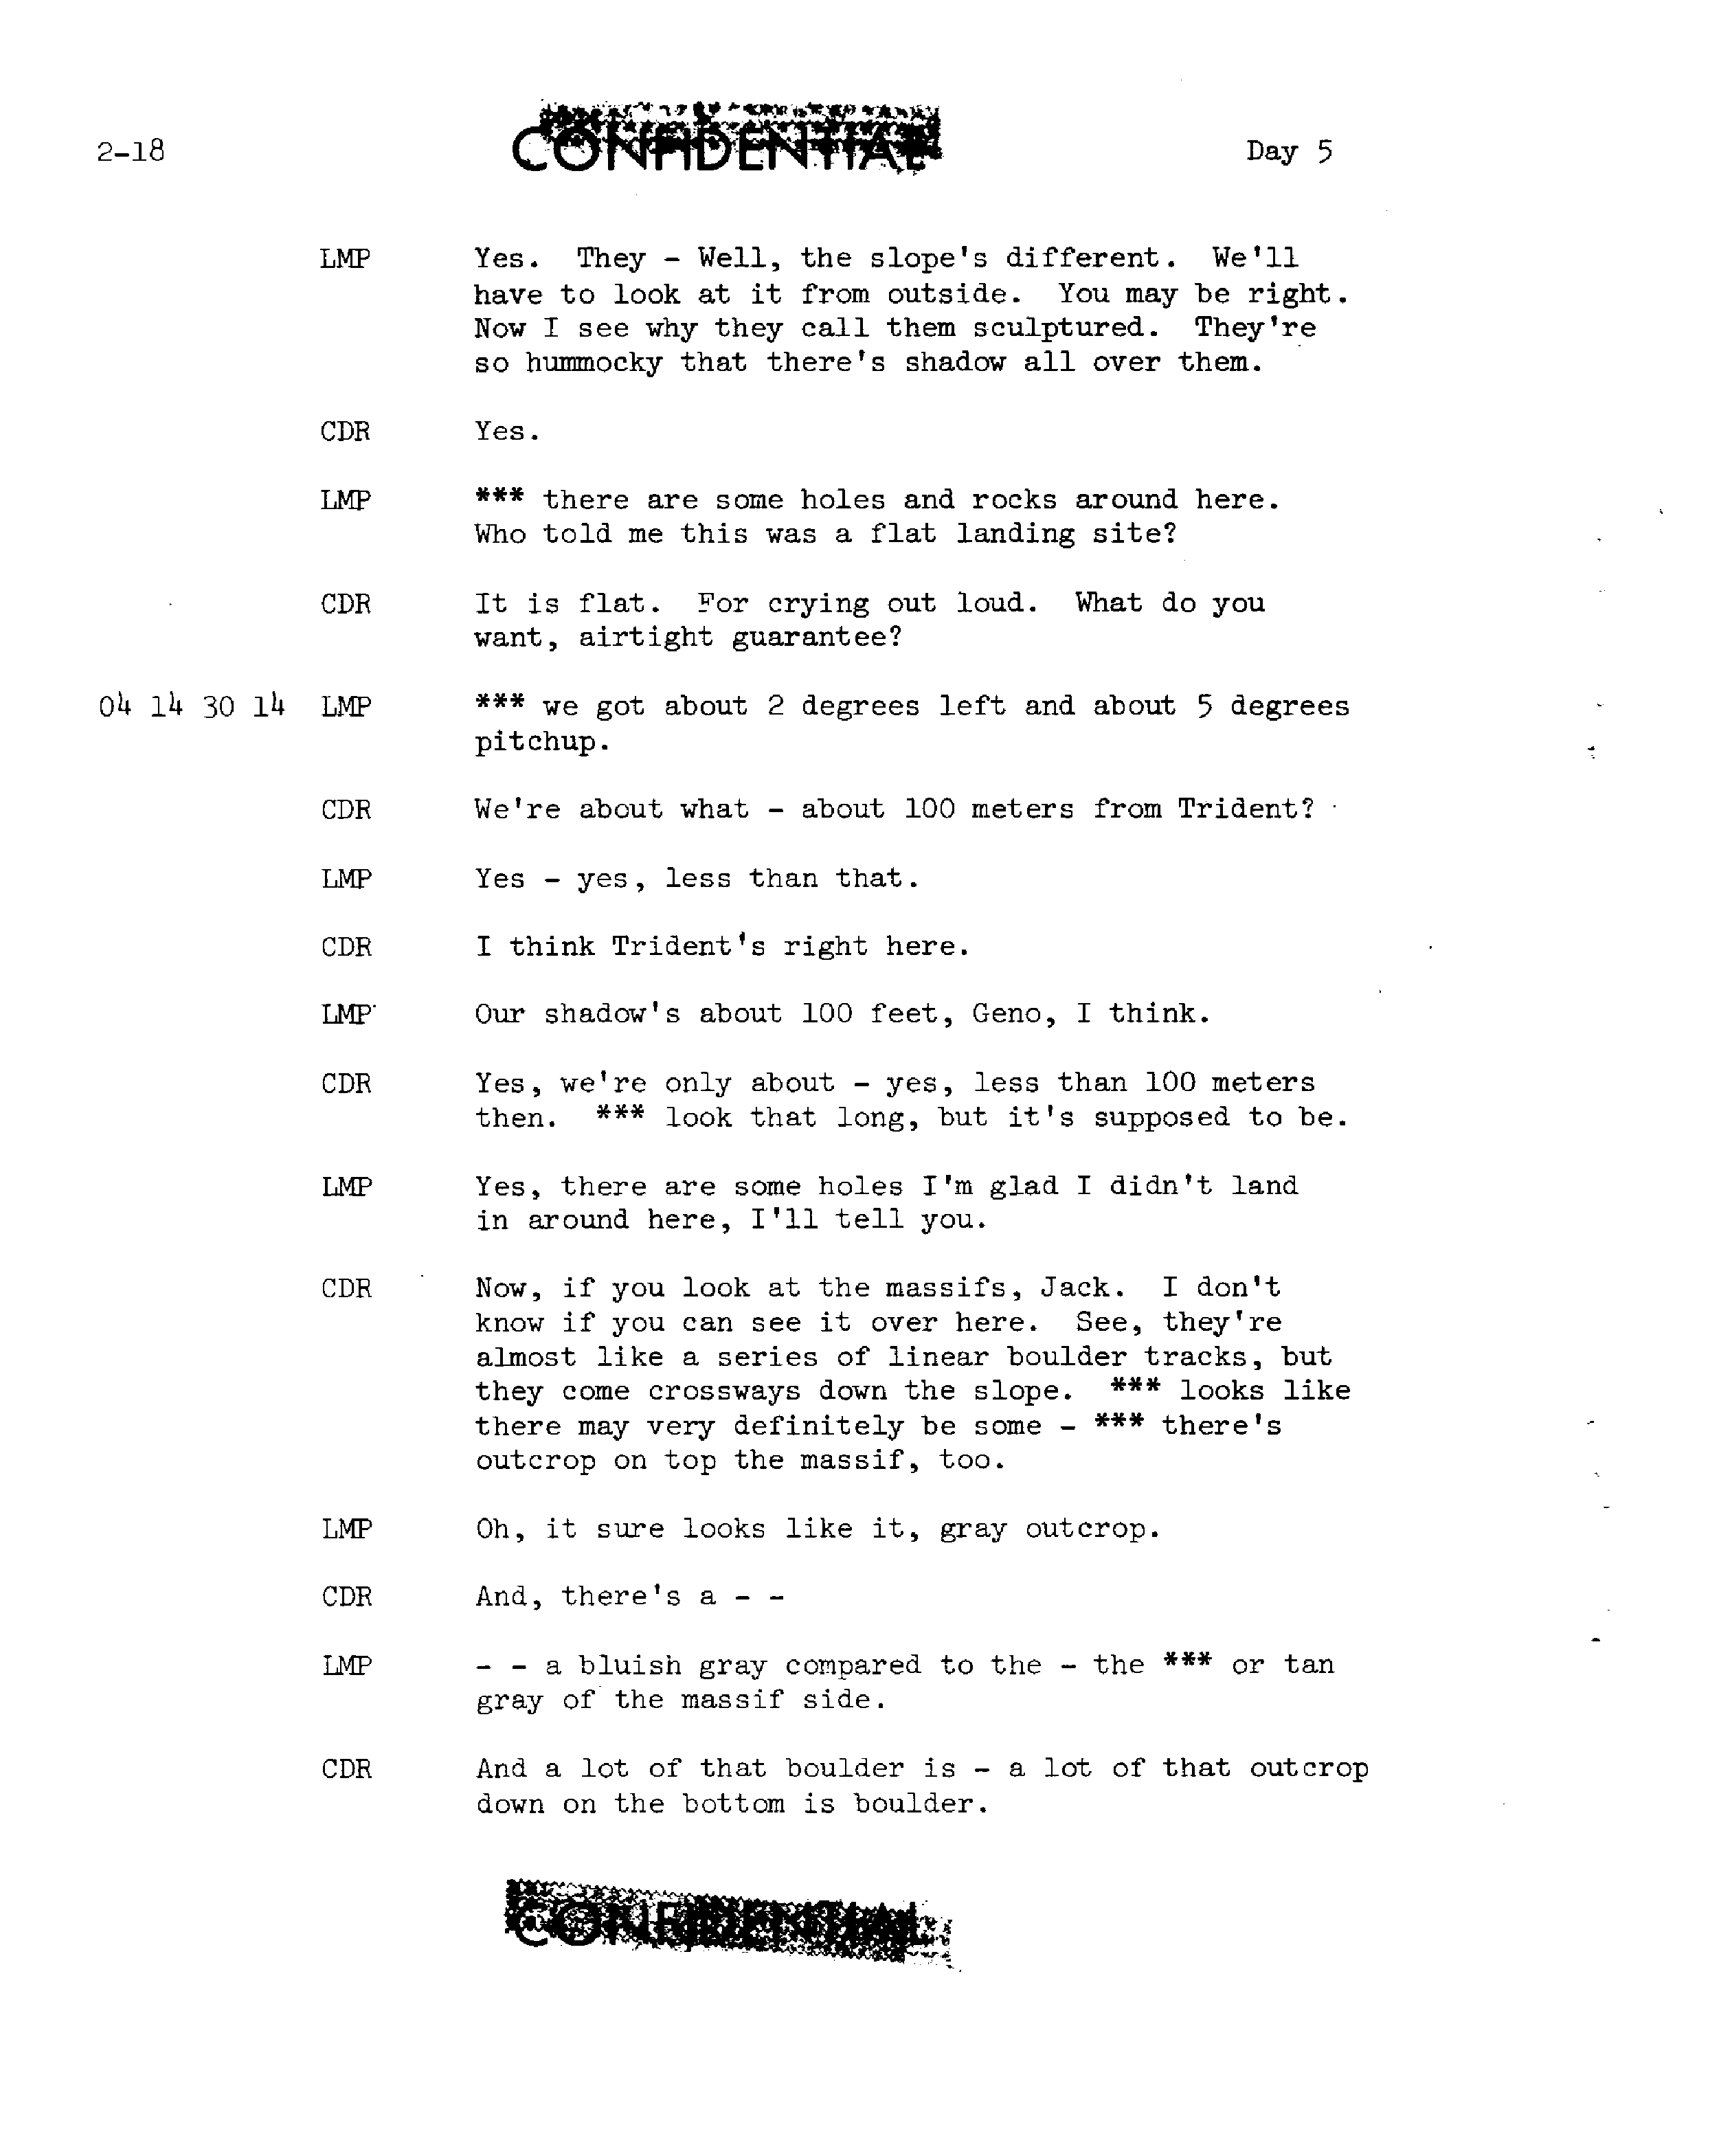 2-18 CONFIDENTIAL Day 5
LMP Yes. They - Well, the slope's different. We'll
have to look at it from outside. You may be right.
Now I see why they call them sculptured. They're
so hummocky that there's shadow all over them.
CDR Yes.
LMP *** there are some holes and rocks around here.
Who told me this was a flat landing site?
CDR It is flat. For crying out loud. What do you
want, airtight guarantee?
04 14 30 14 LMP *** we got about 2 degrees left and about 5 degrees
pitchup.
CDR We're about what - about 100 meters from Trident?
LMP Yes - yes, less than that.
CDR I think Trident's right here.
LMP Our shadow's about 100 feet, Geno, I think.
CDR Yes, we're only about - yes, less than 100 meters
then. *** look that long, but it's supposed to be.
LMP Yes, there are some holes I'm glad I didn't land
in around here, I'll tell you.
CDR Now, if you look at the massifs, Jack. I don't
know if you can see it over here. See, they're
almost like a series of linear boulder tracks, but
they come crossways down the slope. *** looks like
there may very definitely be some - *** there's
outcrop on top the massif, too.
LMP Oh, it sure looks like it, gray outcrop.
CDR And, there's a - -
LMP - - a bluish gray compared to the - the *** or tan
gray of the massif side.
CDR And a lot of that boulder is - a lot of that outcrop
down on the bottom is boulder.
CONFIDENTIAL